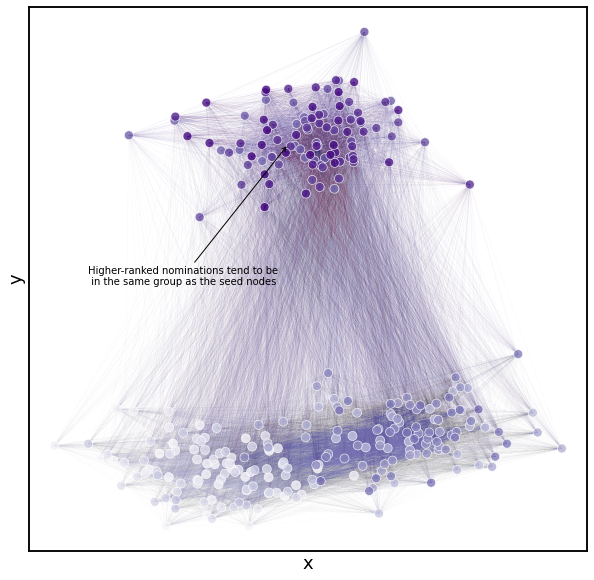 y
Higher-ranked nominations tend to be
in the same group as the seed nodes
x